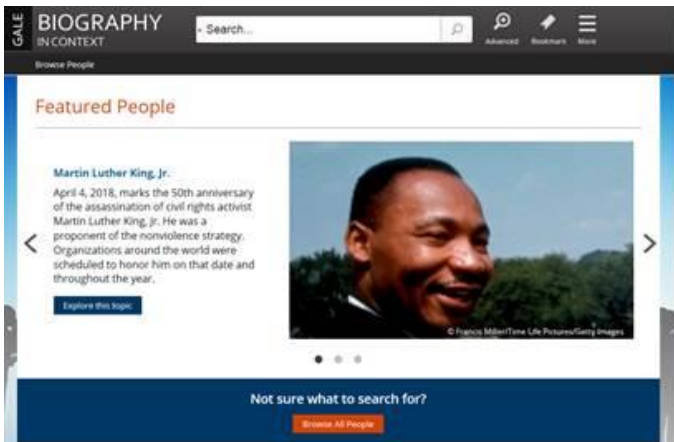 GALE
BIOGRAPHY
IN CONTEXT
Search...
Advanced
Bookmark
More
Browse People
Featured People
Martin Luther King, Jr.
April 4, 2018, marks the 50th anniversary
of the assassination of civil rights activist
Martin Luther King, Jr. He was a
proponent of the nonviolence strategy.
Organizations around the world were
scheduled to honor him on that date and
throughout the year.
Explore this topic
© Francis Miller/Time Life Pictures/Getty Images
Not sure what to search for?
Browse All People